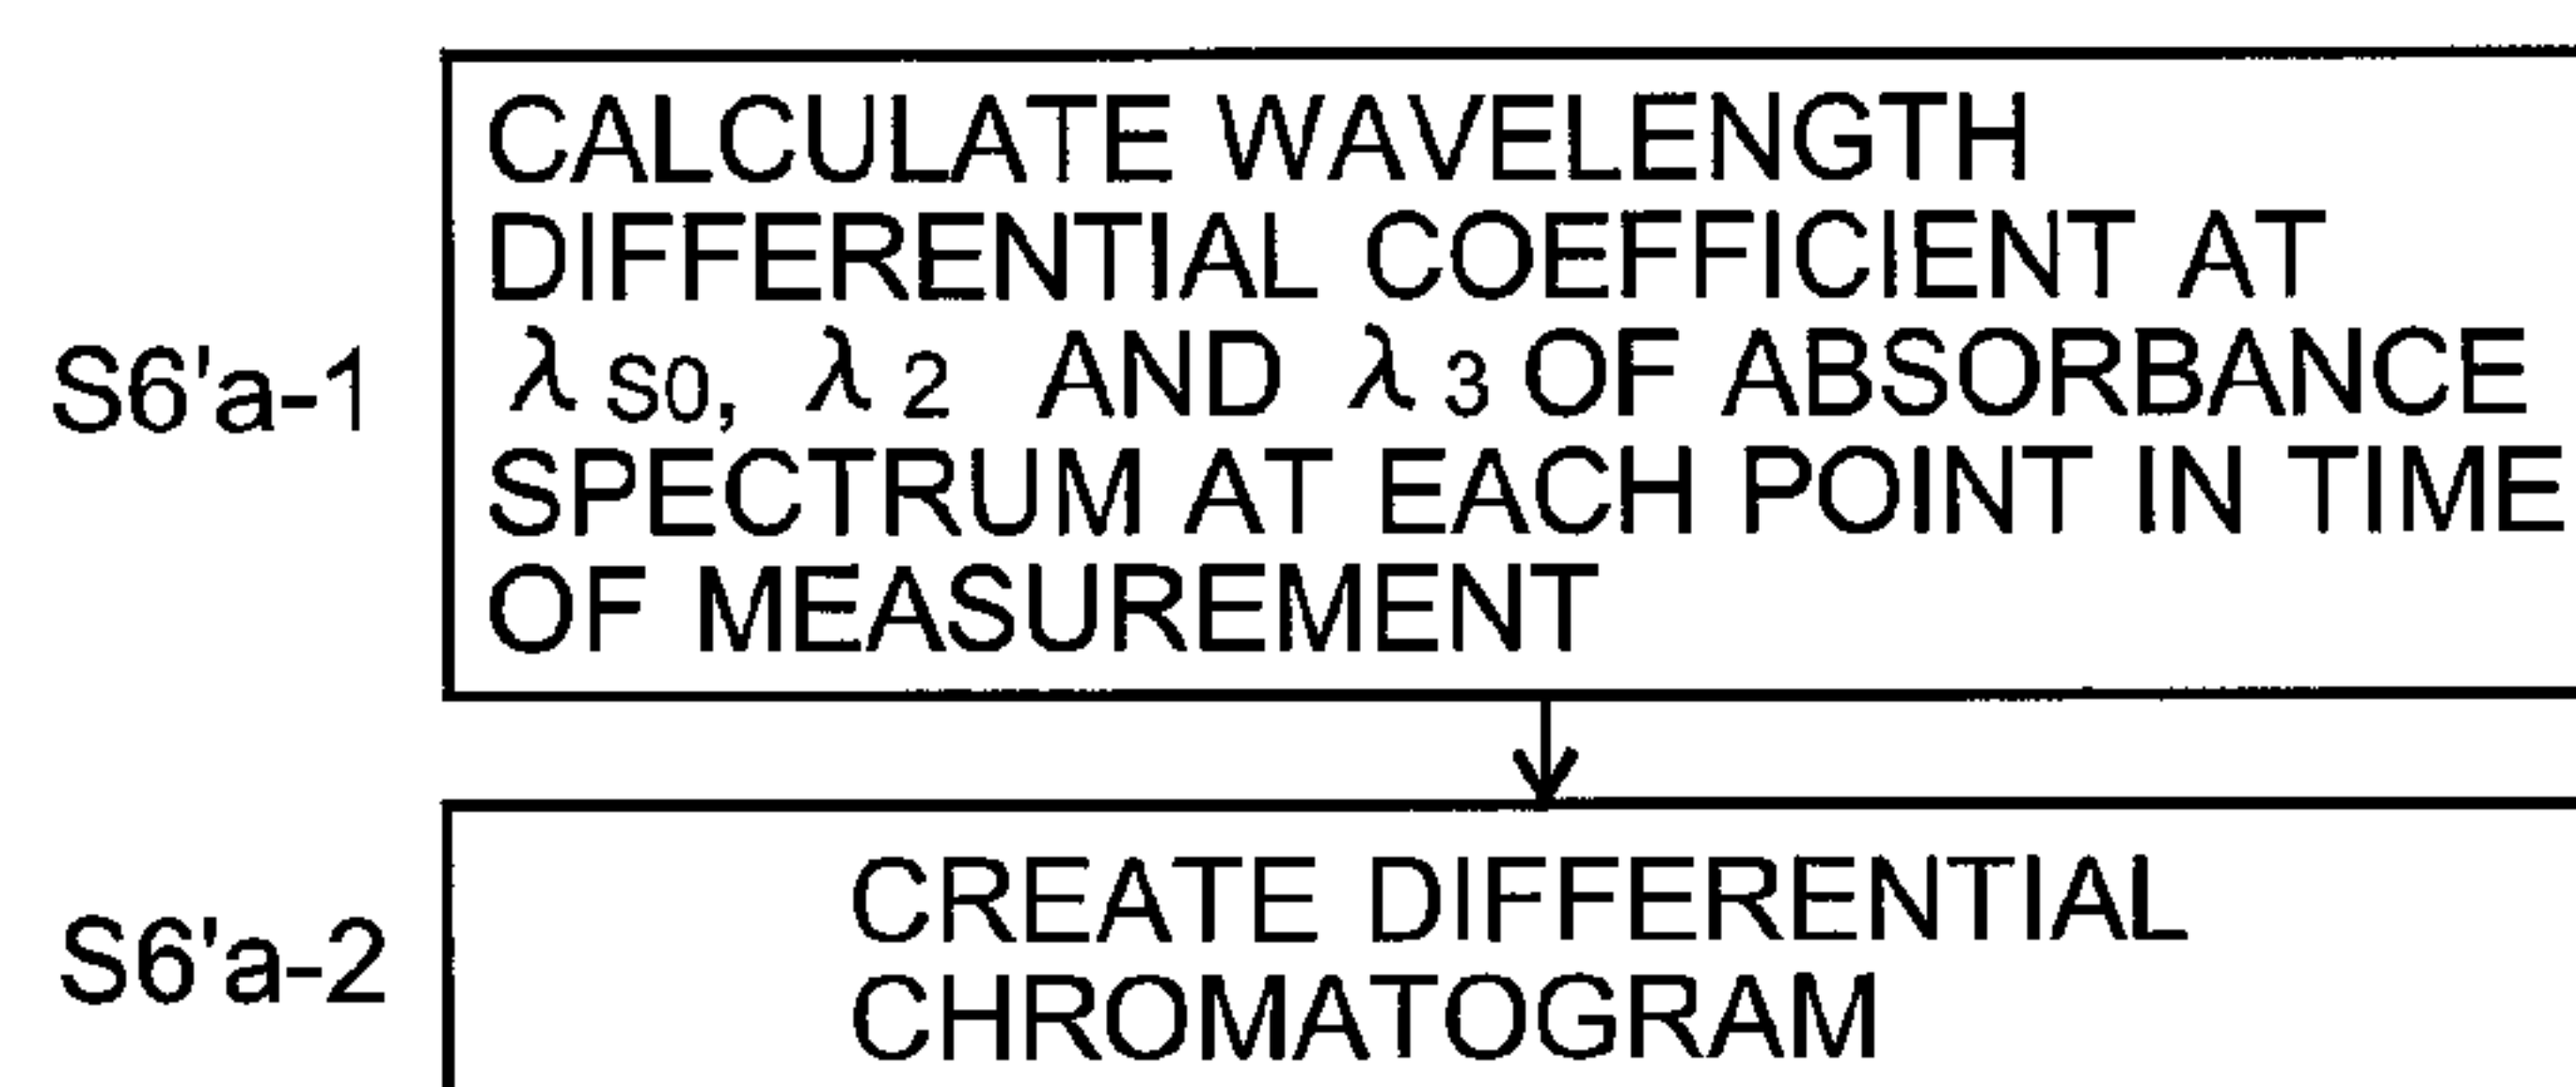 CALCULATE WAVELENGTH
DIFFERENTIAL COEFFICIENT AT
S6'a-1 λS0, λ2 AND λ3 OF ABSORBANCE
SPECTRUM AT EACH POINT IN TIME
OF MEASUREMENT
CREATE DIFFERENTIAL
S6'a-2
CHROMATOGRAM